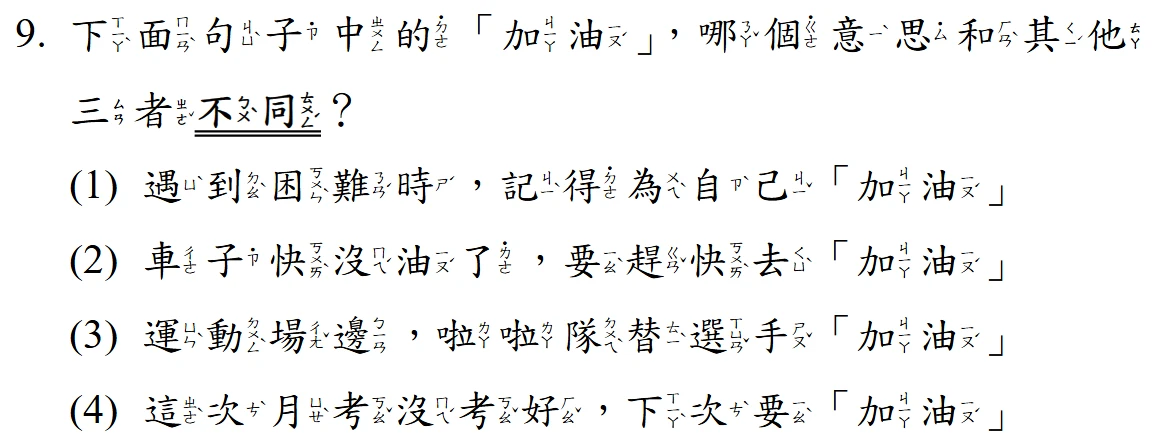 9. 下面句子中的「加油」，哪個意思和其他
三者不同？
(1) 遇到困難時，記得為自己「加油」
(2) 車子快沒油了，要趕快去「加油」
(3) 運動場邊，啦啦隊替選手「加油」
(4) 這次月考沒考好，下次要「加油」